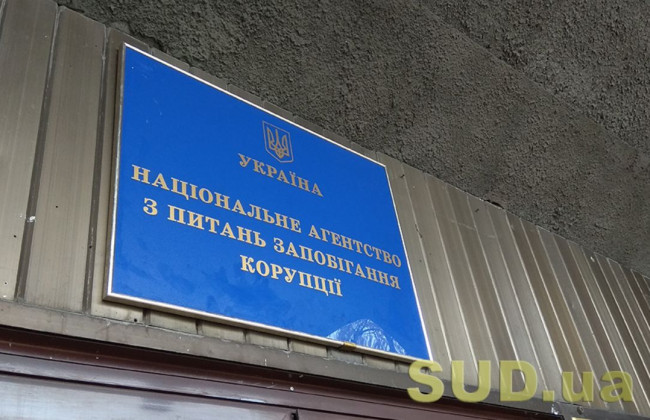 УКРАЇНА
НАЦІОНАЛЬНЕ АГЕНТСТВО
З ПИТАНЬ ЗАПОБІГАННЯ
КОРУПЦІЇ
SUD.ua